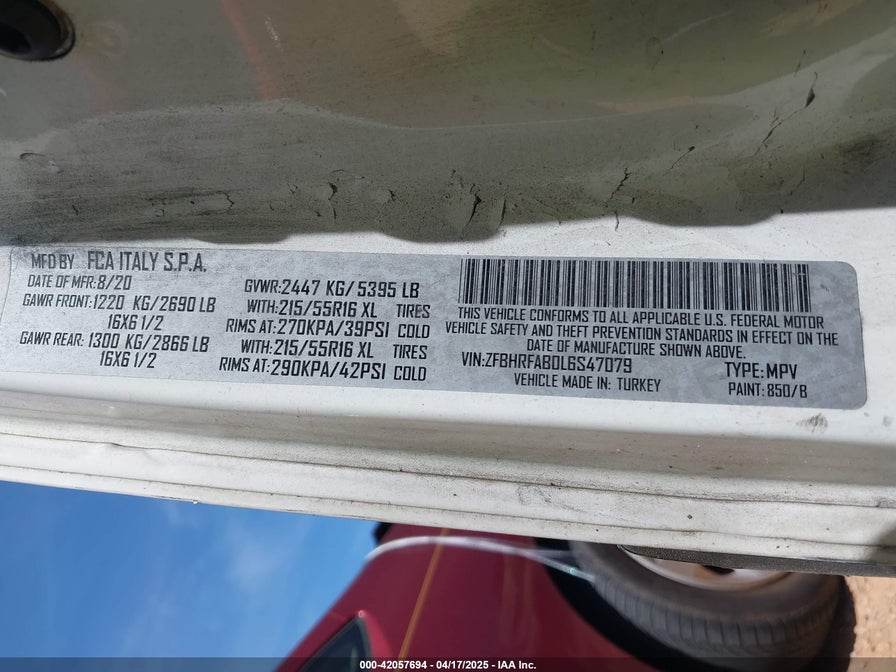 MFD BY FCA ITALY S.P.A.
DATE OF MFR: 8/20
GAWR FRONT: 1220 KG/2690 LB
16X6 1/2
GAWR REAR: 1300 KG/2866 LB
16X6 1/2
GVWR: 2447 KG/ 5395 LB
WITH: 215/55R16 XL TIRES
RIMS AT: 270KPA/39PSI COLD
WITH: 215/55R16 XL TIRES
RIMS AT: 290KPA/42PSI COLD
THIS VEHICLE CONFORMS TO ALL APPLICABLE U.S. FEDERAL MOTOR
VEHICLE SAFETY AND THEFT PREVENTION STANDARDS IN EFFECT ON THE
DATE OF MANUFACTURE SHOWN ABOVE.
VIN: ZFBHRFAB0L6S47079 TYPE: MPV
VEHICLE MADE IN: TURKEY PAINT: 850/B
000-42057694 - 04/17/2025 - IAA Inc.